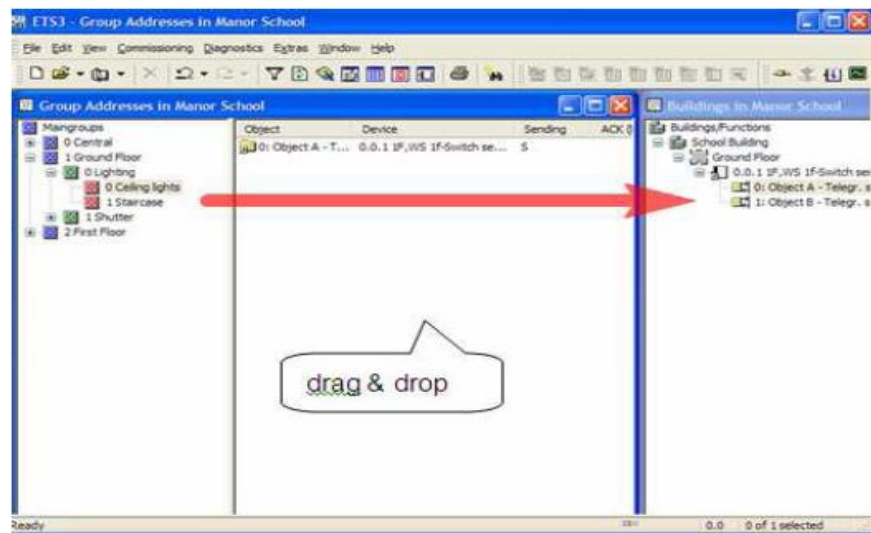 ETS3 - Group Addresses in Manor School
File Edit View Commissioning Diagnostics Extras Window Help
Group Addresses in Manor School
Maingroups
0 Central
1 Ground Floor
0 Lighting
0 Ceiling lights
1 Staircase
1 Shutter
2 First Floor
Object Device Sending ACK
0: Object A - T... 0.0.1 1F,WS 1f-Switch se... S
drag & drop
Buildings in Manor School
Buildings/Functions
School Building
Ground Floor
0.0.1 1F,WS 1f-Switch sei
0: Object A - Telegr. s
1: Object B - Telegr. s
Ready
0.0 0 of 1 selected